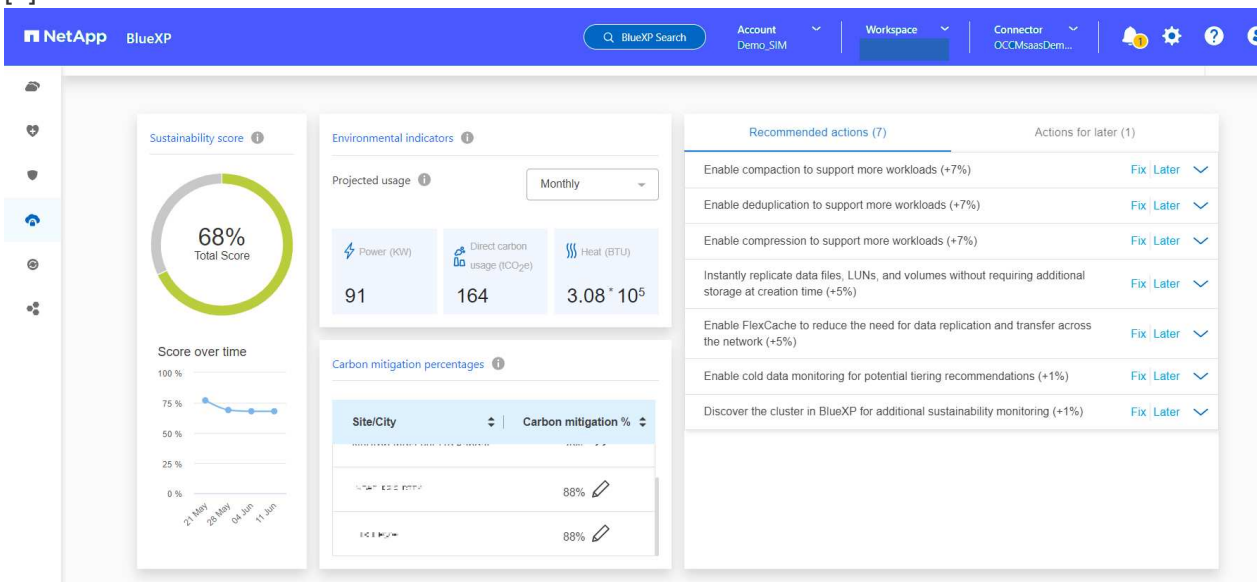 NetApp BlueXP
BlueXP Search
Account
Demo_SIM
Workspace
Connector
OCCMsaasDem...
1
Sustainability score
68%
Total Score
Score over time
100 %
75 %
50 %
25 %
0 %
21 May
28 May
04 Jun
11 Jun
Environmental indicators
Projected usage
Monthly
Power (KW)
91
Direct carbon
usage (tCO2e)
164
Heat (BTU)
3.08 * 10⁵
Carbon mitigation percentages
Site/City Carbon mitigation %
88%
88%
Recommended actions (7) Actions for later (1)
Enable compaction to support more workloads (+7%) Fix Later
Enable deduplication to support more workloads (+7%) Fix Later
Enable compression to support more workloads (+7%) Fix Later
Instantly replicate data files, LUNs, and volumes without requiring additional
storage at creation time (+5%) Fix Later
Enable FlexCache to reduce the need for data replication and transfer across
the network (+5%) Fix Later
Enable cold data monitoring for potential tiering recommendations (+1%) Fix Later
Discover the cluster in BlueXP for additional sustainability monitoring (+1%) Fix Later